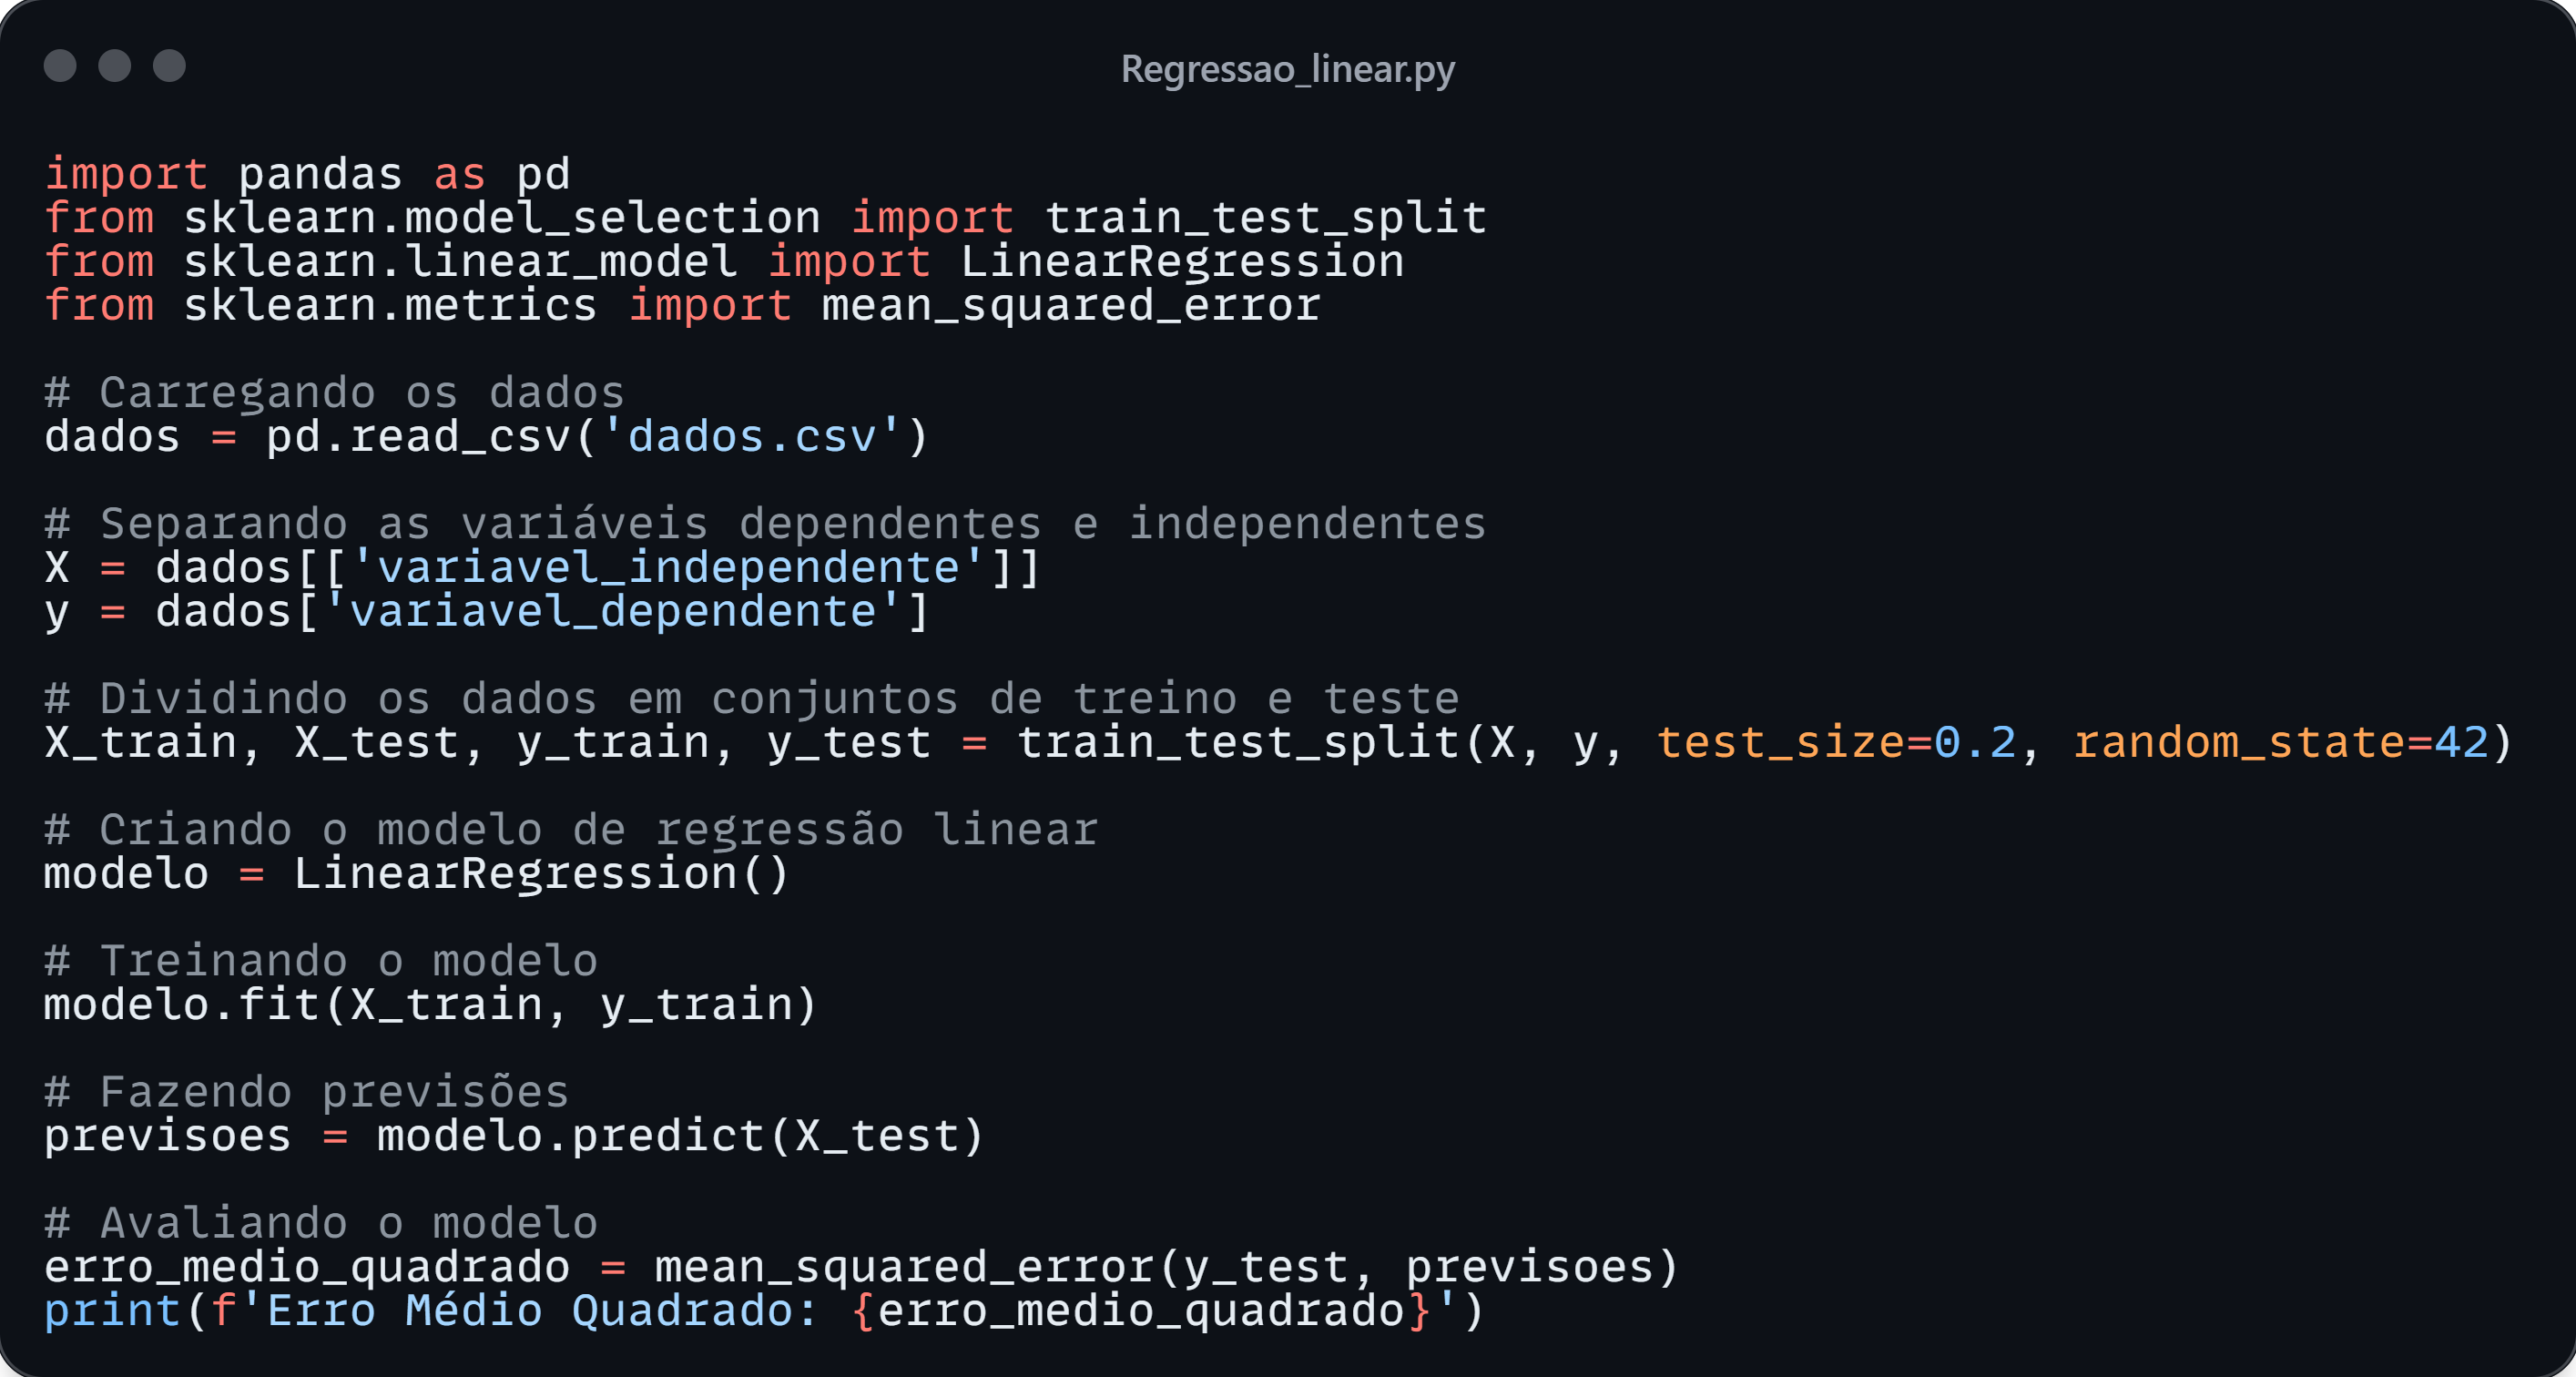 Regressao_linear.py
import pandas as pd
from sklearn.model_selection import train_test_split
from sklearn.linear_model import LinearRegression
from sklearn.metrics import mean_squared_error
# Carregando os dados
dados = pd.read_csv('dados.csv')
# Separando as variáveis dependentes e independentes
X = dados[['variavel_independente']]
y = dados['variavel_dependente']
# Dividindo os dados em conjuntos de treino e teste
X_train, X_test, y_train, y_test = train_test_split(X, y, test_size=0.2, random_state=42)
# Criando o modelo de regressão linear
modelo = LinearRegression()
# Treinando o modelo
modelo.fit(X_train, y_train)
# Fazendo previsões
previsoes = modelo.predict(X_test)
# Avaliando o modelo
erro_medio_quadrado = mean_squared_error(y_test, previsoes)
print(f'Erro Médio Quadrado: {erro_medio_quadrado}')